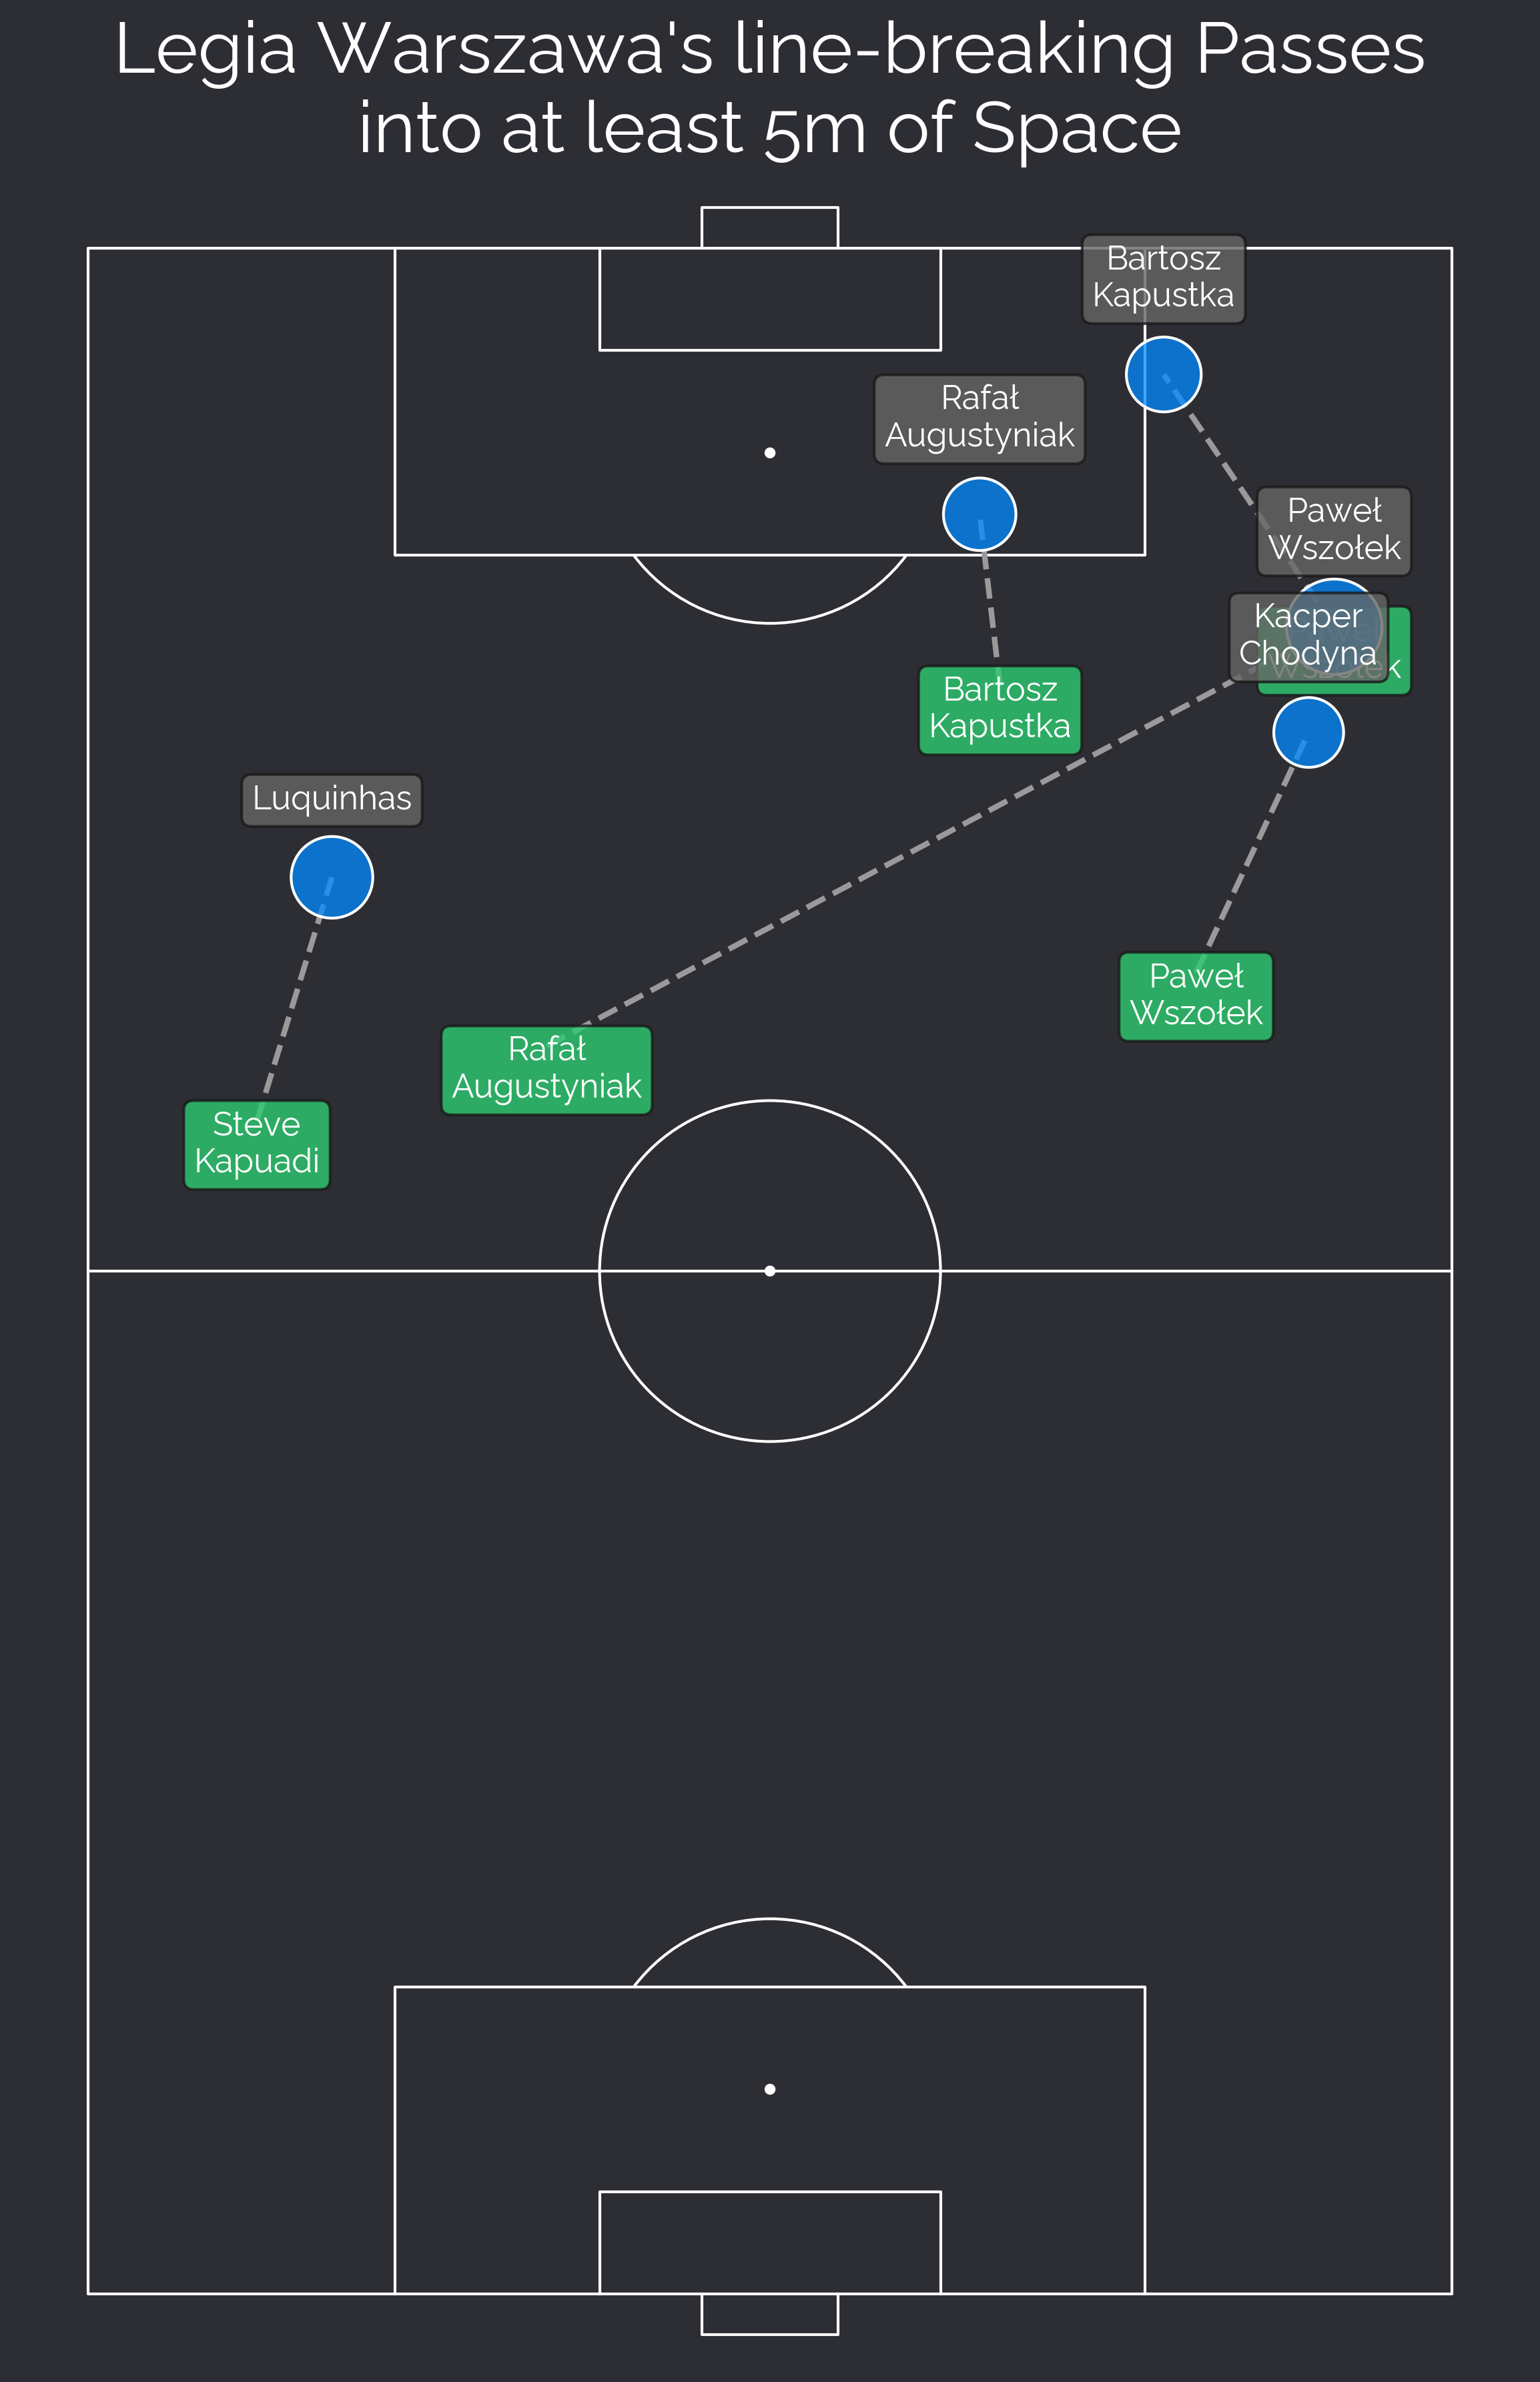 Legia Warszawa's line-breaking Passes
into at least 5m of Space
Bartosz
Kapustka
Rafał
Augustyniak
Paweł
Wszołek
Kacper
Chodyna
Wszołek
Bartosz
Kapustka
Luquinhas
Paweł
Wszołek
Rafał
Augustyniak
Steve
Kapuadi